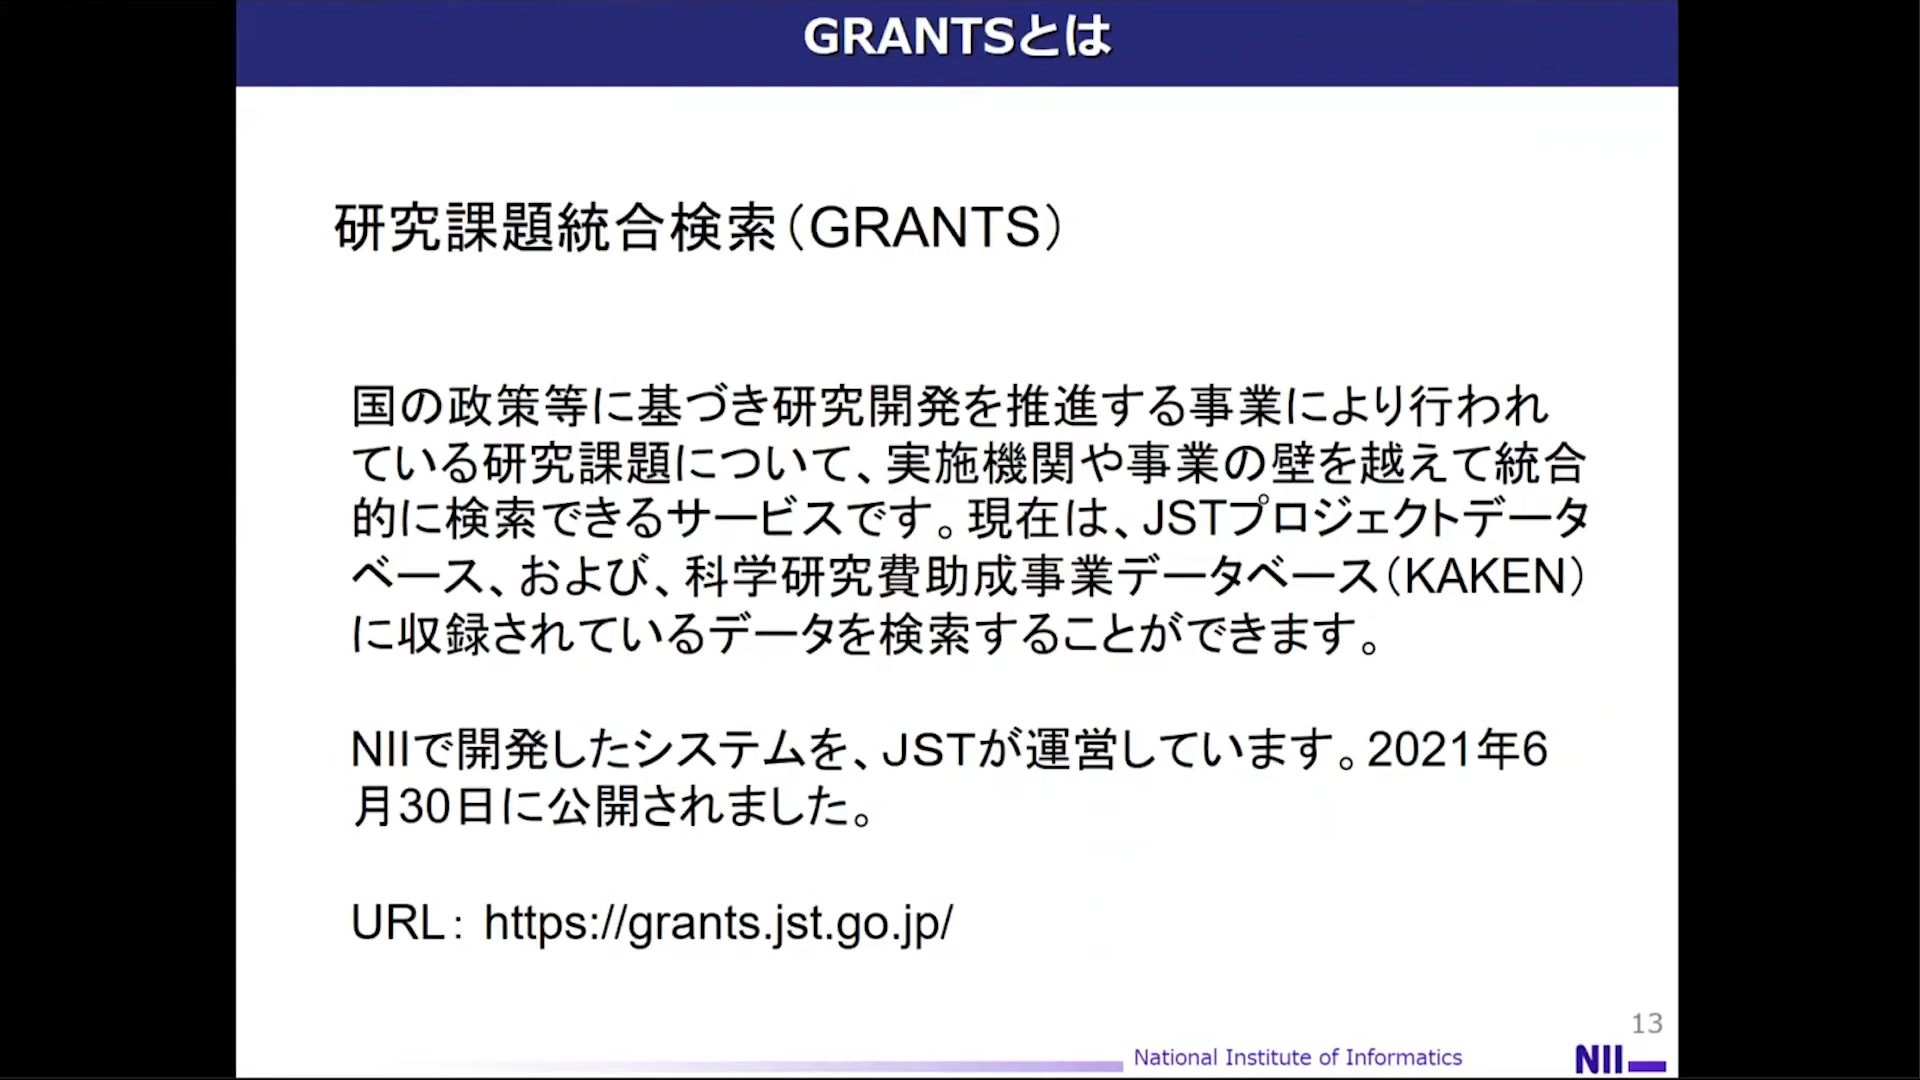 GRANTSとは
研究課題統合検索（GRANTS）
国の政策等に基づき研究開発を推進する事業により行われ
ている研究課題について、実施機関や事業の壁を越えて統合
的に検索できるサービスです。現在は、JSTプロジェクトデータ
ベース、および、科学研究費助成事業データベース（KAKEN）
に収録されているデータを検索することができます。
NIIで開発したシステムを、JSTが運営しています。2021年6
月30日に公開されました。
URL： https://grants.jst.go.jp/
13
National Institute of Informatics
NII